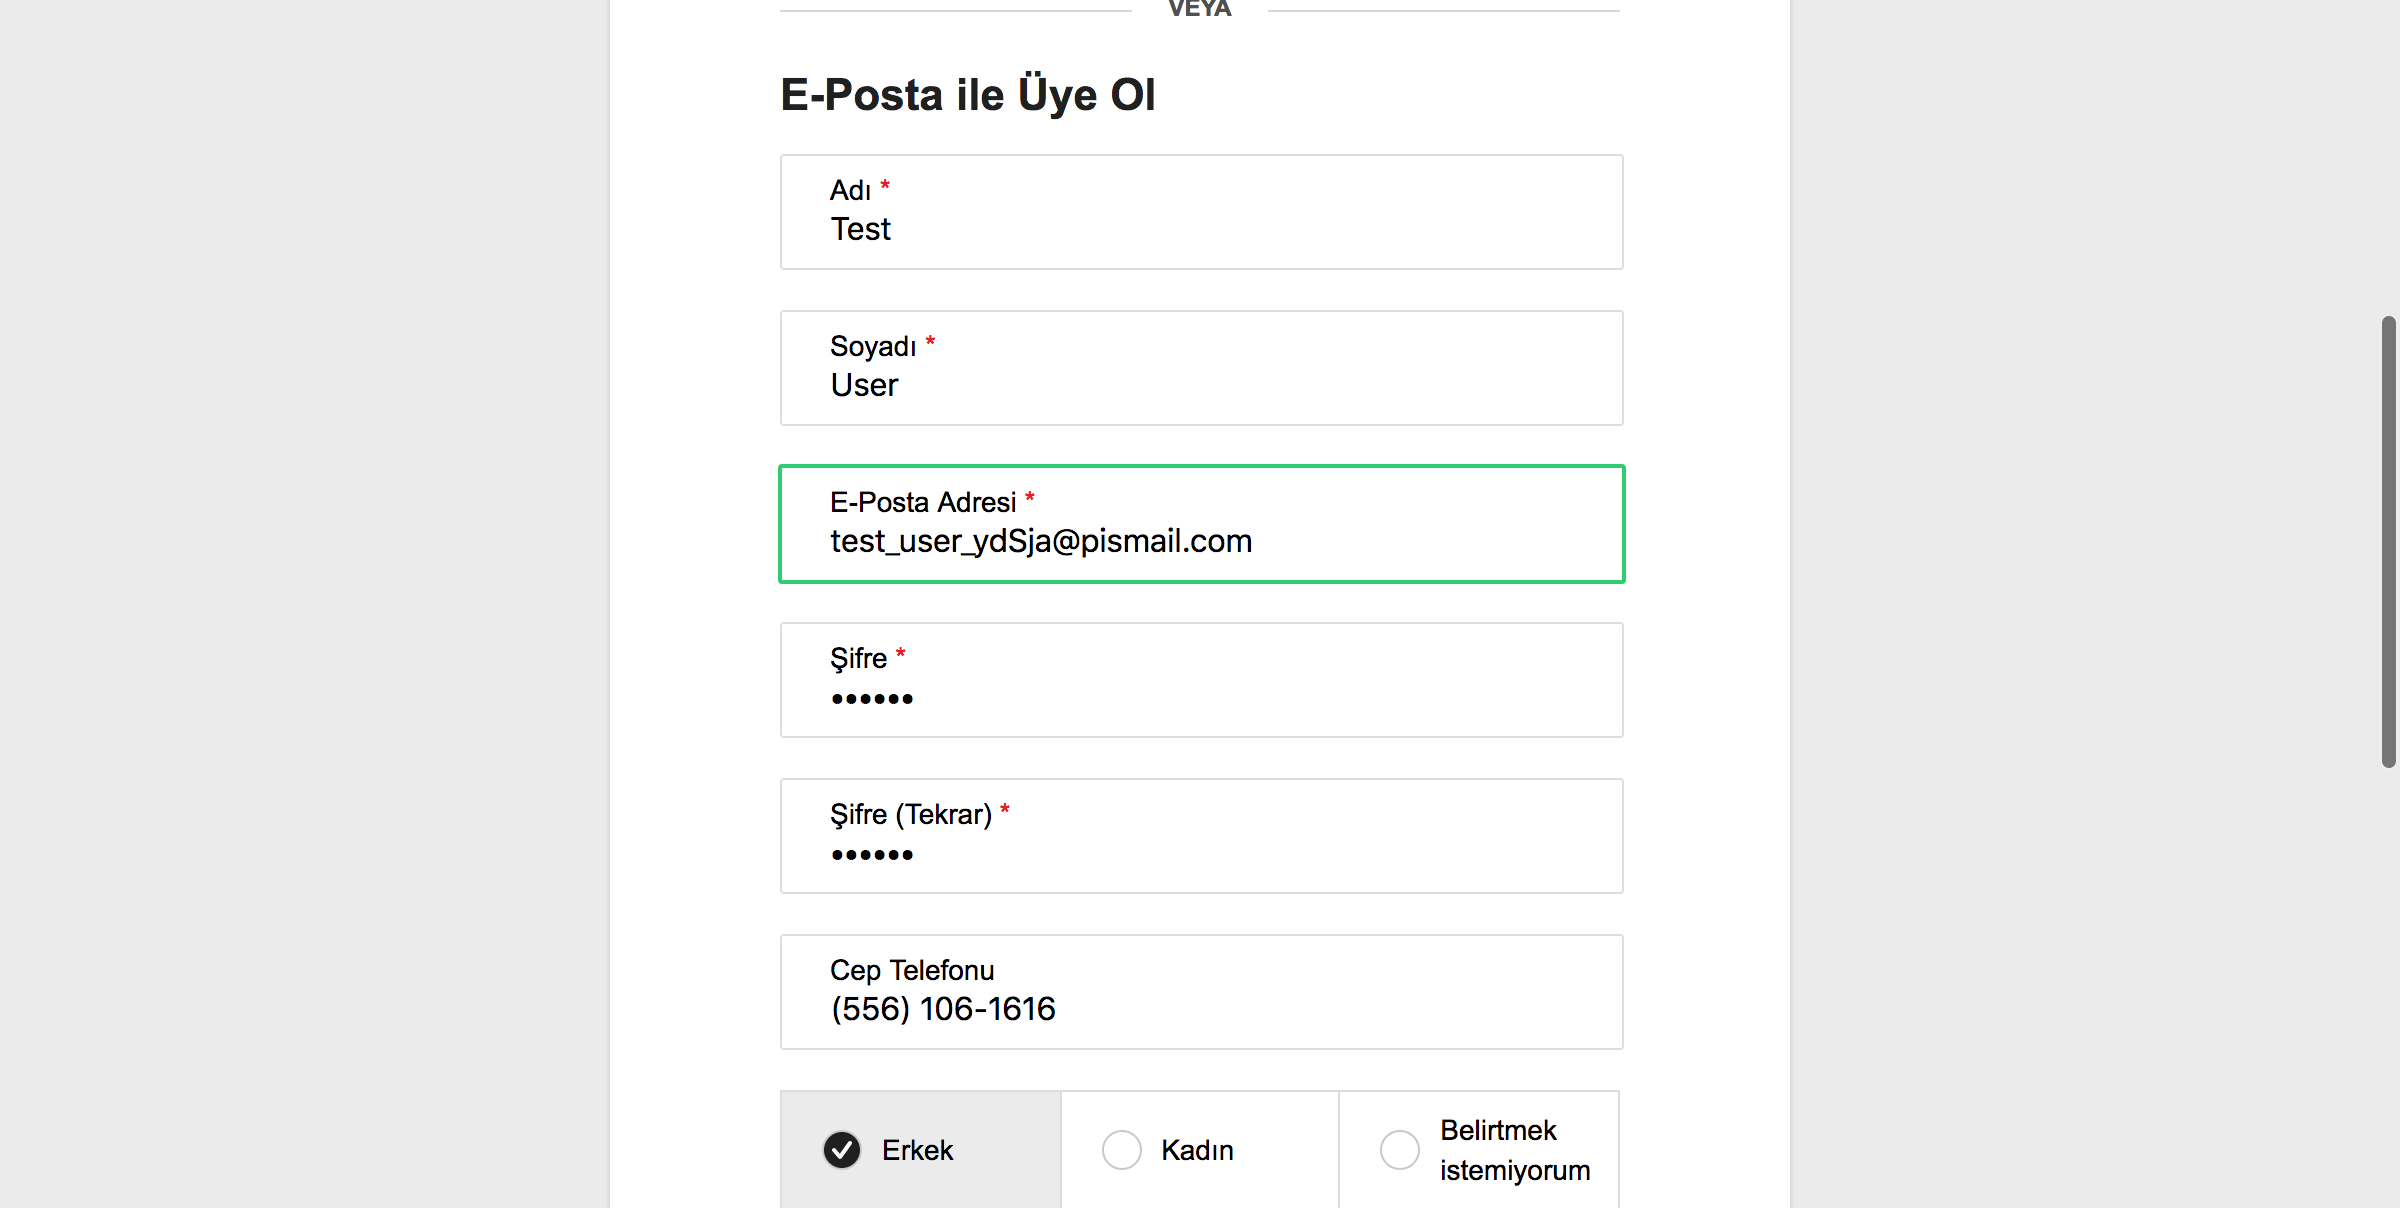 VEYA
E-Posta ile Üye Ol
Adı *
Test
Soyadı *
User
E-Posta Adresi *
test_user_ydSja@pismail.com
Şifre *
••••••
Şifre (Tekrar) *
••••••
Cep Telefonu
(556) 106-1616
Erkek
Kadın
Belirtmek
istemiyorum